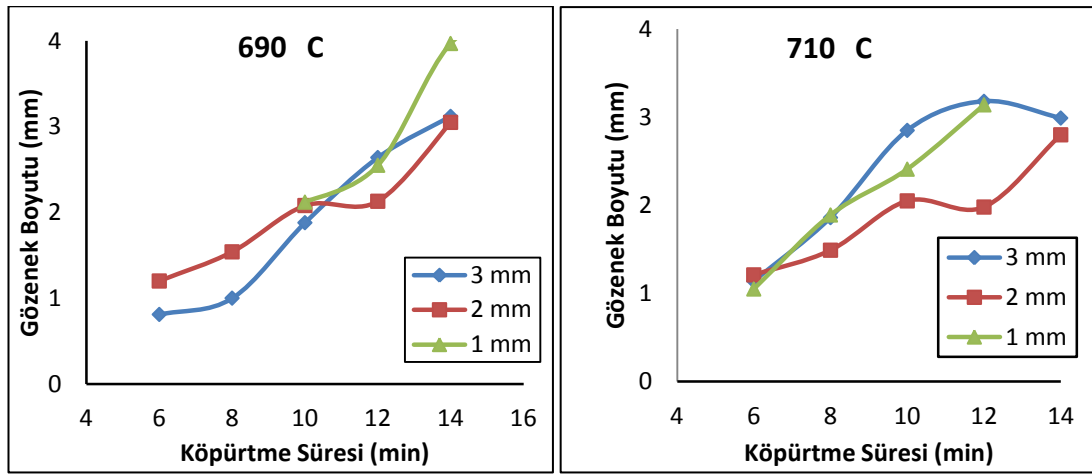 690 C
Gözenek Boyutu (mm)
4
3
2
1
0
3 mm
2 mm
1 mm
4 6 8 10 12 14 16
Köpürtme Süresi (min)
710 C
Gözenek Boyutu (mm)
4
3
2
1
0
3 mm
2 mm
1 mm
4 6 8 10 12 14
Köpürtme Süresi (min)